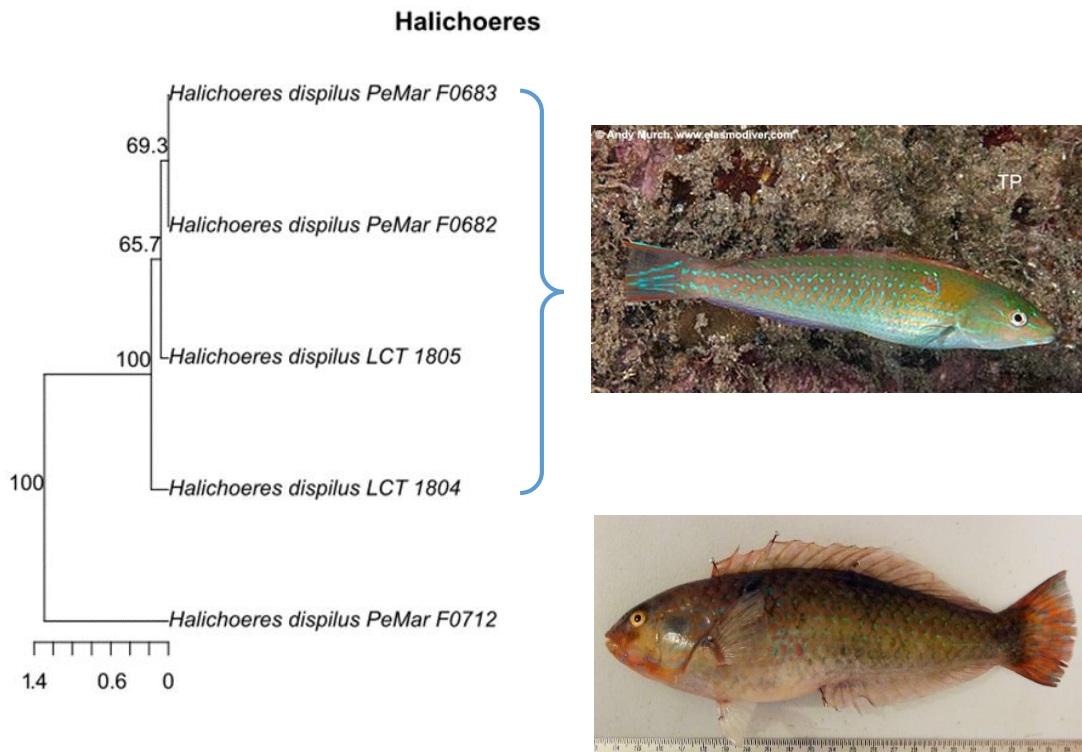 Halichoeres
Halichoeres dispilus PeMar F0683
© Andy Murch, www.elasmodiver.com
69.3
TP
Halichoeres dispilus PeMar F0682
65.7
Halichoeres dispilus LCT 1805
100
100
Halichoeres dispilus LCT 1804
Halichoeres dispilus PeMar F0712
1.4 0.6 0